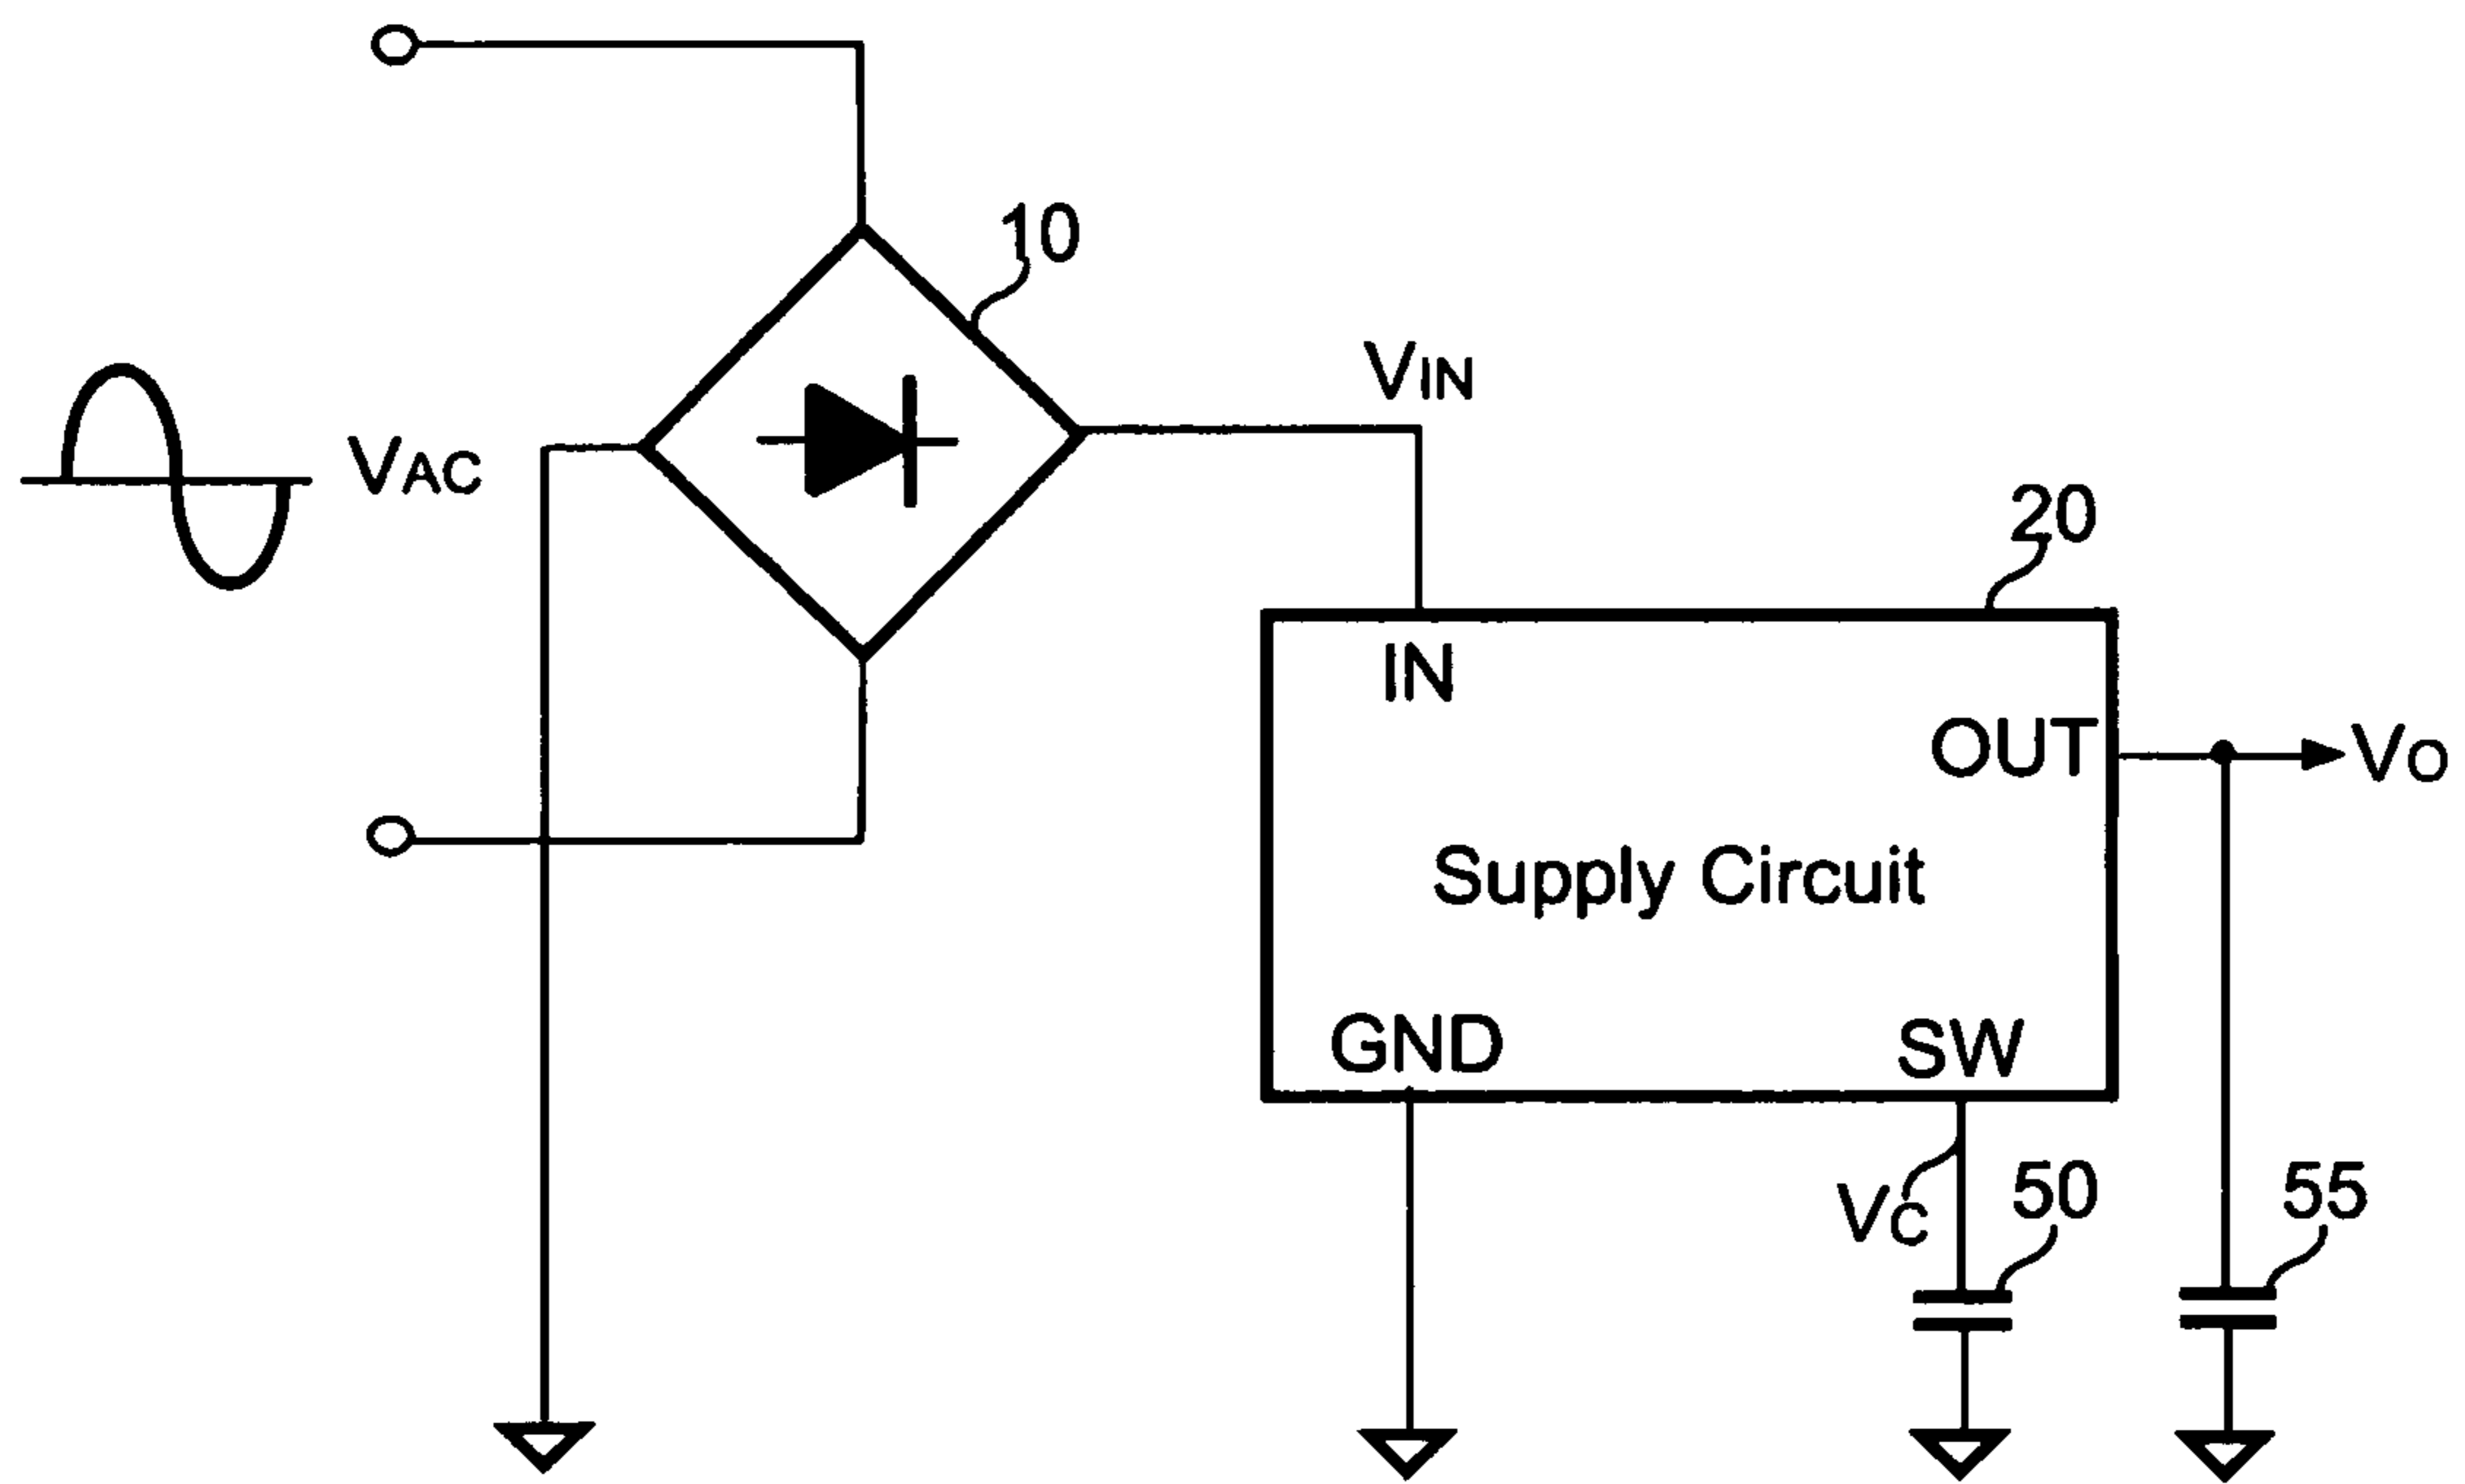 10
VIN
VAC
20
IN
OUT
VO
Supply Circuit
GND
SW
VC
50
55